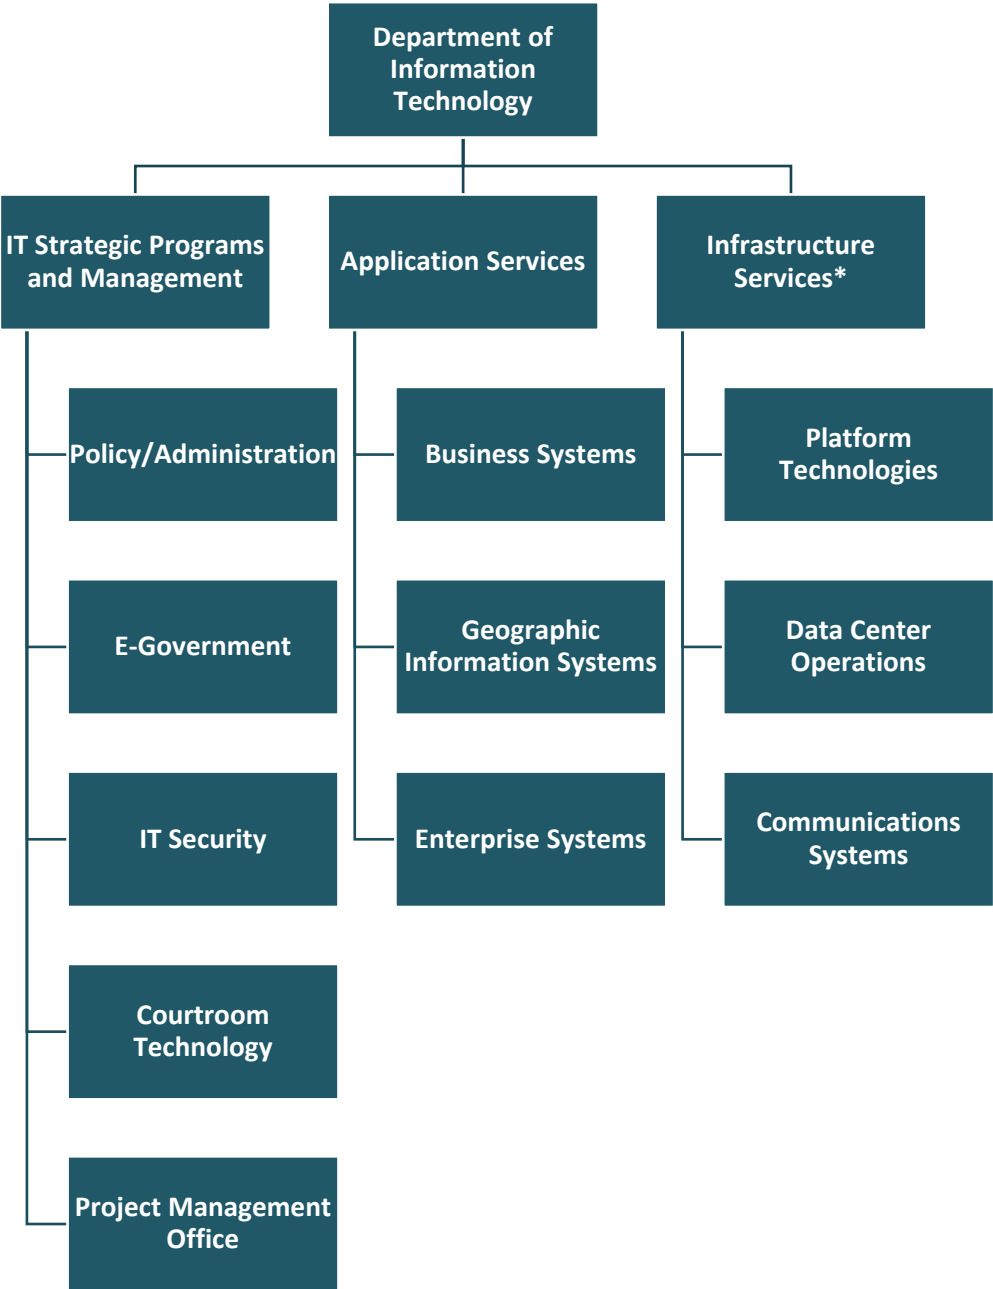 Department of
Information
Technology
IT Strategic Programs
and Management
Application Services
Infrastructure
Services*
Policy/Administration
Business Systems
Platform
Technologies
E-Government
Geographic
Information Systems
Data Center
Operations
IT Security
Enterprise Systems
Communications
Systems
Courtroom
Technology
Project Management
Office